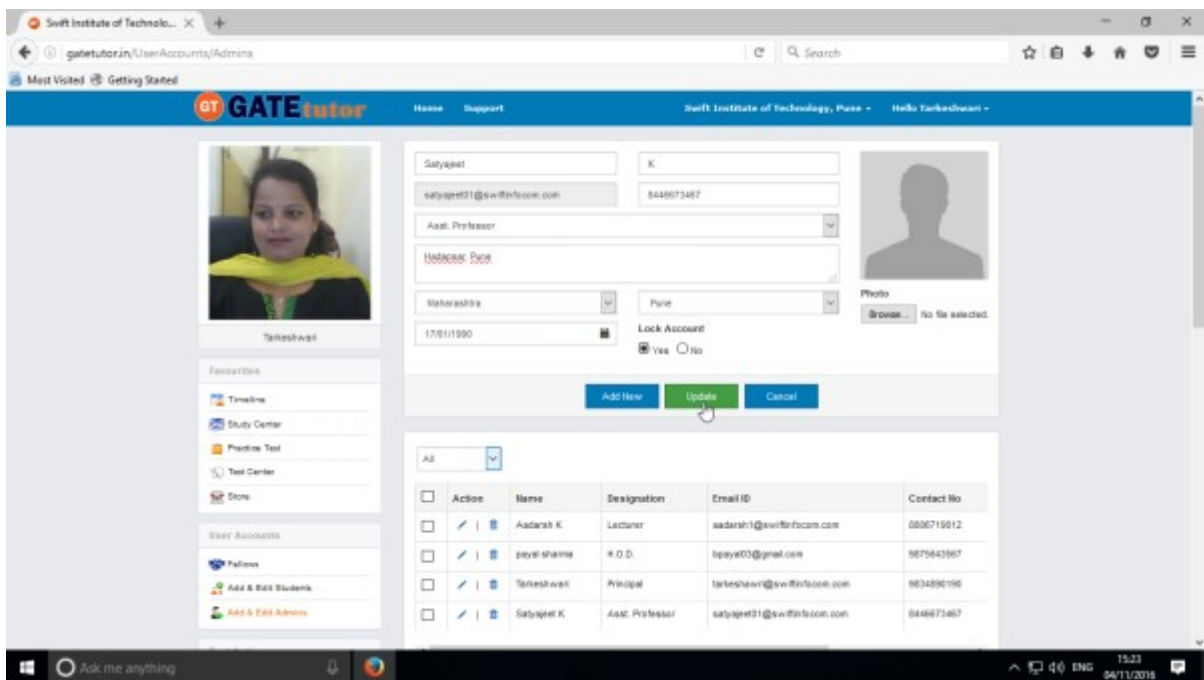 Swift Institute of Technolo...
gatetutor.in/UserAccounts/Admins
Search
Most Visited Getting Started
GT GATEtutor Home Support Swift Institute of Technology, Pune Hello Tarkeshwari
Satyajeet K
satyajeet01@swiftinfocom.com 8446673467
Asst. Professor
Hadapsar, Pune
Maharashtra Pune
Photo
Browse... No file selected.
17/01/1990 Lock Account
Yes No
Tarkeshwari
Add New Update Cancel
Favourites
Timeline
Study Center
Practice Test
Test Center
Store
User Accounts
Fellows
Add & Edit Students
Add & Edit Admins
All
Action Name Designation Email ID Contact No
Aadarsh K Lecturer aadarsh1@swiftinfocom.com 8806715012
payal sharma H.O.D. bpayal03@gmail.com 9875643567
Tarkeshwari Principal tarkeshawri@swiftinfocom.com 9834890190
Satyajeet K Asst. Professor satyajeet01@swiftinfocom.com 8446673467
Ask me anything
ENG 15:23
04/11/2016